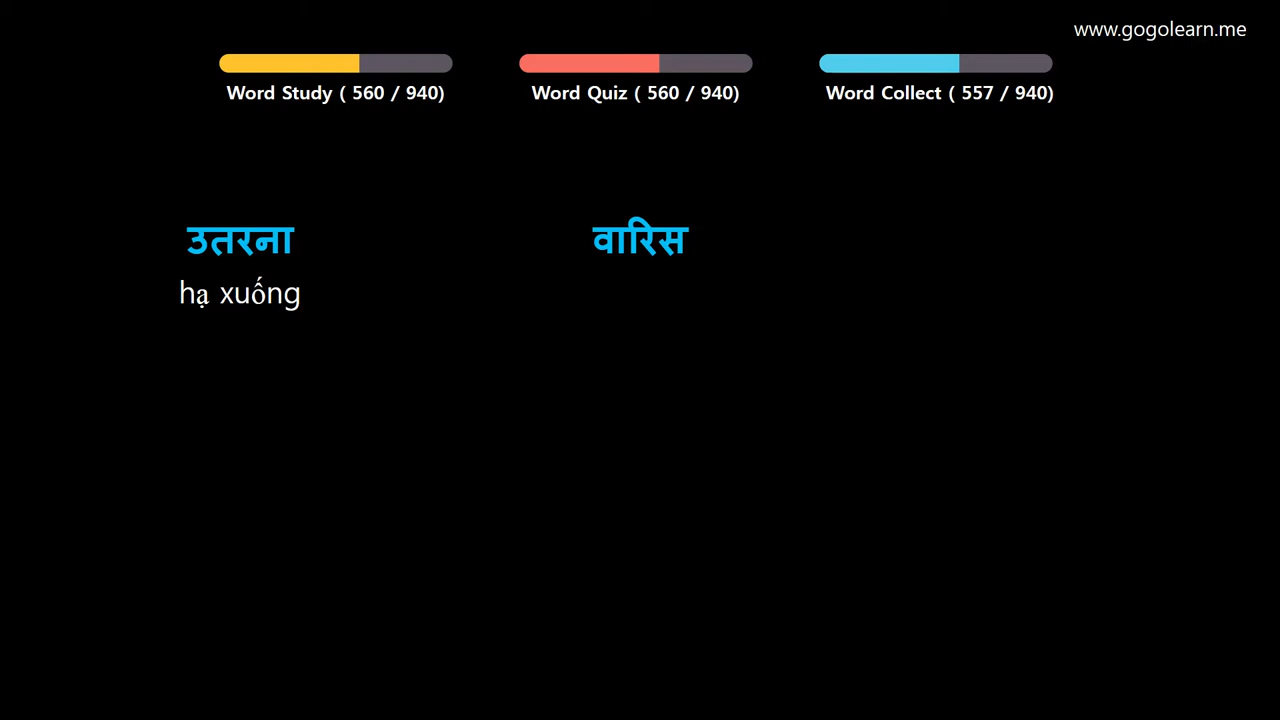 www.gogolearn.me
Word Study ( 560 / 940)
Word Quiz ( 560 / 940)
Word Collect ( 557 / 940)
उतरना
hạ xuống
वारिस